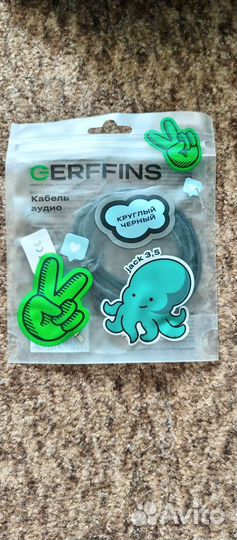 GERFFINS
Кабель
аудио
КРУГЛЫЙ
ЧЕРНЫЙ
jack 3,5
Avito